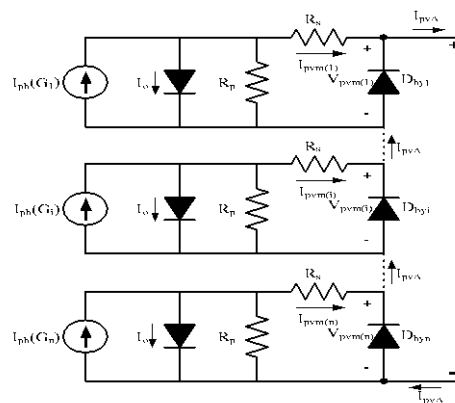 Rs
IpvA
+
+
Iph(G1)
Io
Rp
Ipvm(1)
Vpvm(1)
Dby1
-
Rs
IpvA
+
Iph(Gi)
Io
Rp
Ipvm(i)
Vpvm(i)
Dbyi
-
Rs
IpvA
+
Iph(Gn)
Io
Rp
Ipvm(n)
Vpvm(n)
Dbyn
-
-
IpvA